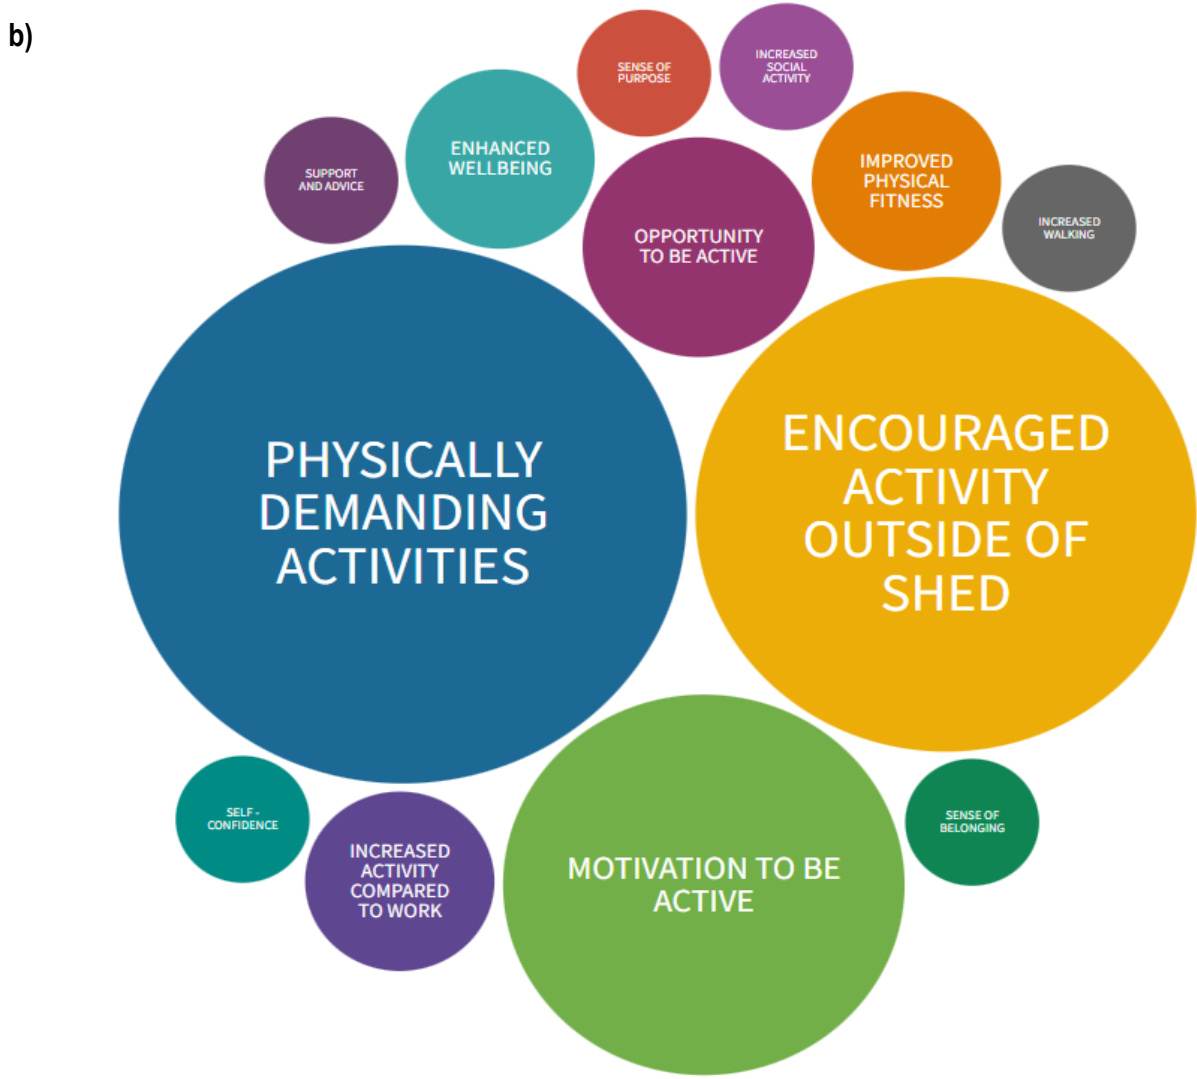 b)
SENSE OF
PURPOSE
INCREASED
SOCIAL
ACTIVITY
ENHANCED
WELLBEING
IMPROVED
PHYSICAL
FITNESS
SUPPORT
AND ADVICE
OPPORTUNITY
TO BE ACTIVE
INCREASED
WALKING
PHYSICALLY
DEMANDING
ACTIVITIES
ENCOURAGED
ACTIVITY
OUTSIDE OF
SHED
SELF -
CONFIDENCE
INCREASED
ACTIVITY
COMPARED
TO WORK
MOTIVATION TO BE
ACTIVE
SENSE OF
BELONGING